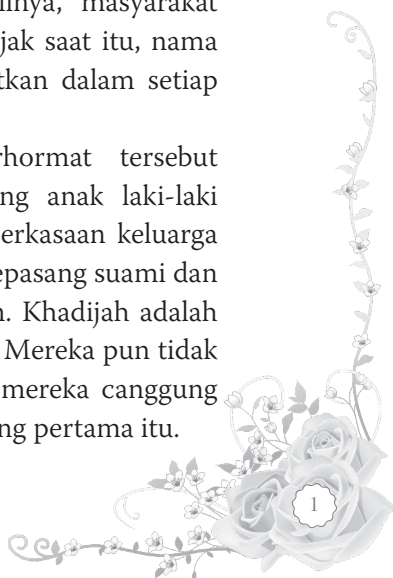 masyarakat
jak saat itu, nama
tkan dalam setiap
rhormat tersebut
ng anak laki-laki
erkasaan keluarga
epasang suami dan
Khadijah adalah
Mereka pun tidak
mereka canggung
ng pertama itu.
1